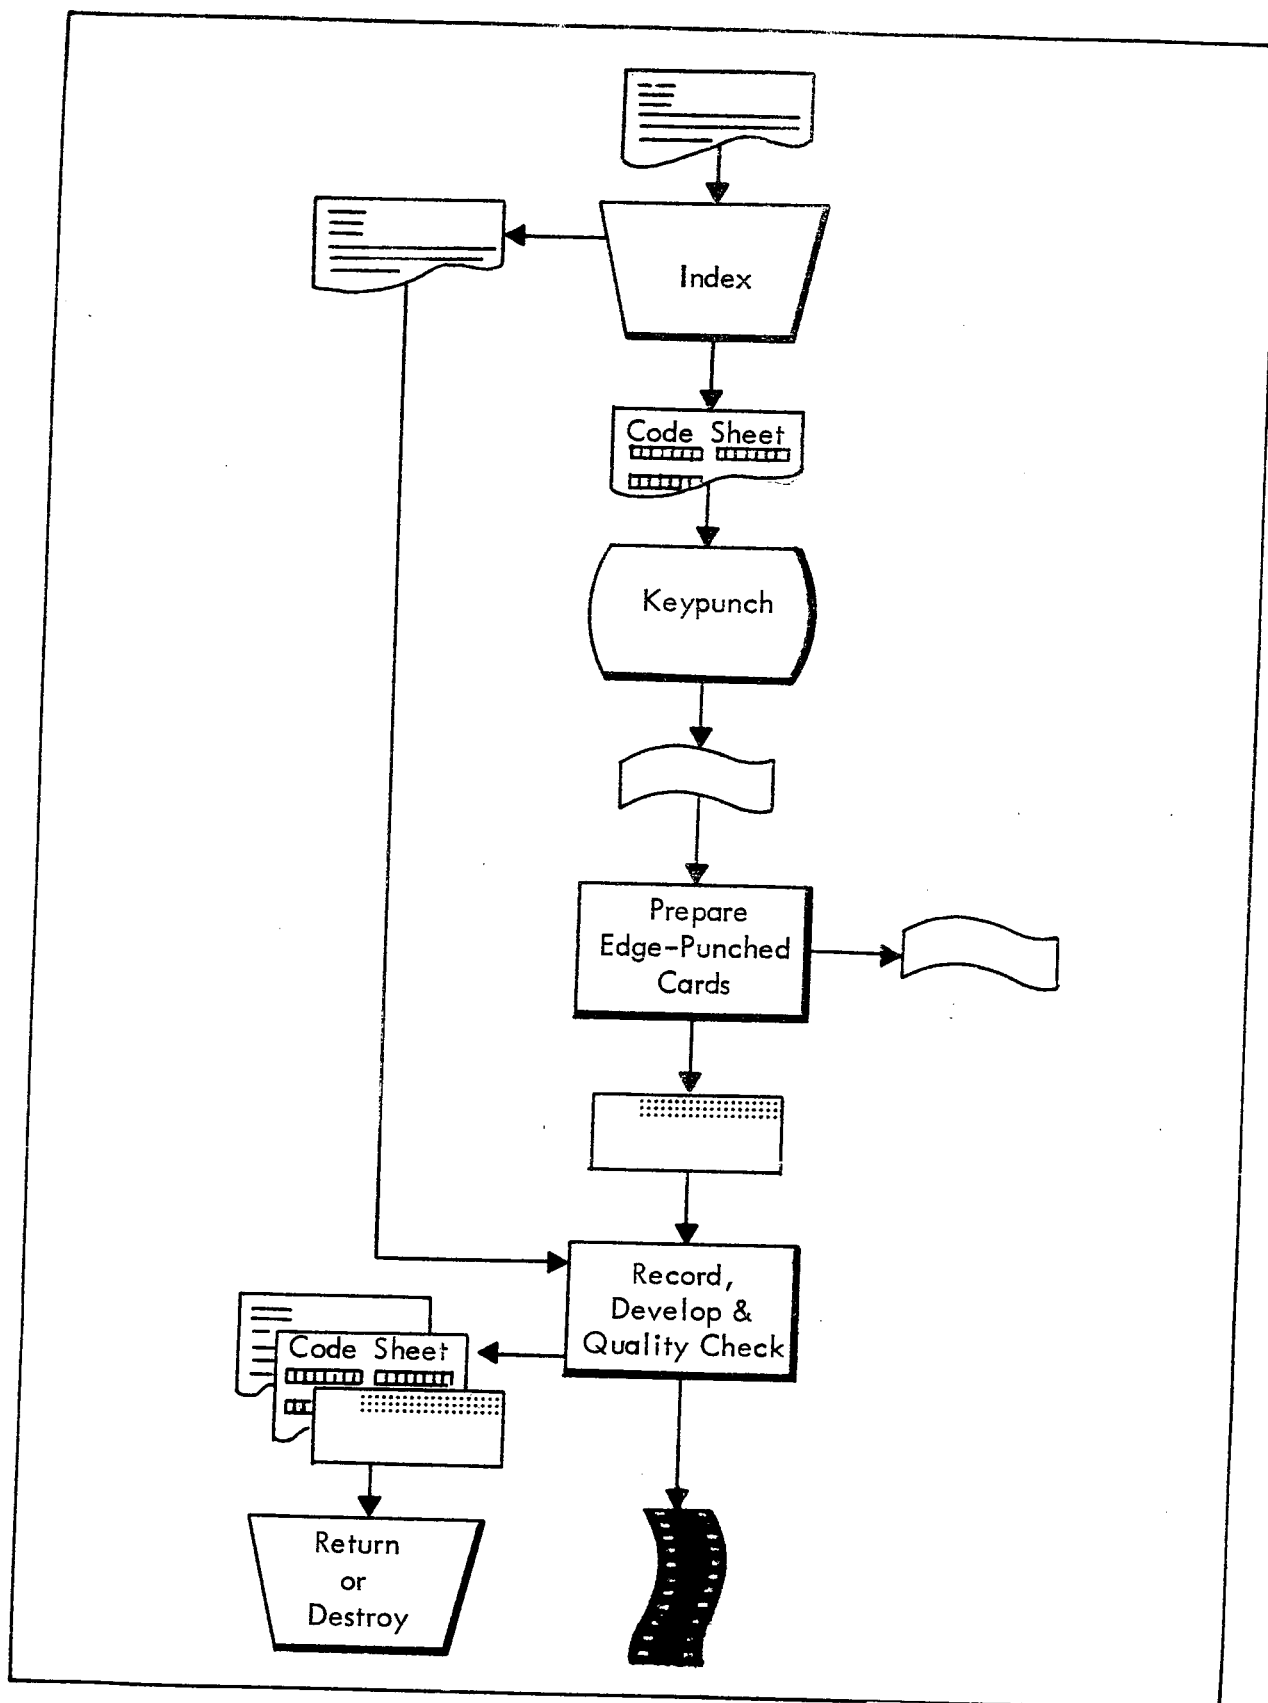 Index
Code Sheet
Keypunch
Prepare
Edge-Punched
Cards
Record,
Develop &
Quality Check
Code Sheet
Return
or
Destroy